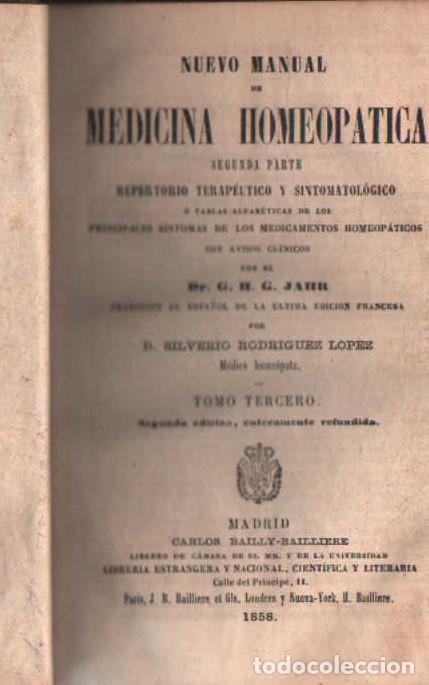 NUEVO MANUAL
DE
MEDICINA HOMEOPATICA
SEGUNDA PARTE
REPERTORIO TERAPÉUTICO Y SINTOMATOLÓGICO
Ó TABLAS ALFABÉTICAS DE LOS
PRINCIPALES SÍNTOMAS DE LOS MEDICAMENTOS HOMEOPÁTICOS
CON AVISOS CLÍNICOS
POR EL
Dr. G. H. G. JAHR
TRADUCIDO AL ESPAÑOL DE LA ULTIMA EDICION FRANCESA
POR
D. SILVERIO RODRIGUEZ LOPEZ
Médico homeópata.
TOMO TERCERO.
Segunda edicion, enteramente refundida.
MADRID
CARLOS BAILLY-BAILLIERE
LIBRERO DE CÁMARA DE SS. MM. Y DE LA UNIVERSIDAD
LIBRERIA ESTRANGERA Y NACIONAL, CIENTÍFICA Y LITERARIA
Calle del Príncipe, 11.
Paris, J. B. Bailliere et fils. Londres y Nueva-York, H. Bailliere.
1858.
todocoleccion.net